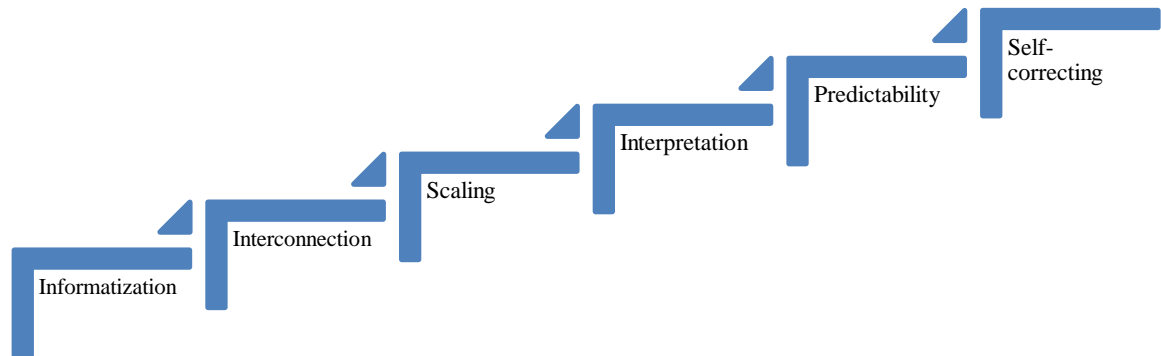 Self-
correcting
Predictability
Interpretation
Scaling
Interconnection
Informatization